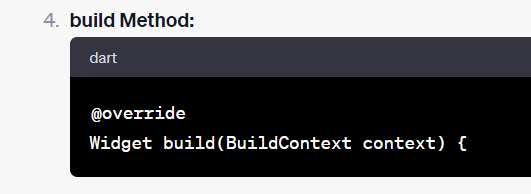 4. build Method:
dart
@override
Widget build(BuildContext context) {